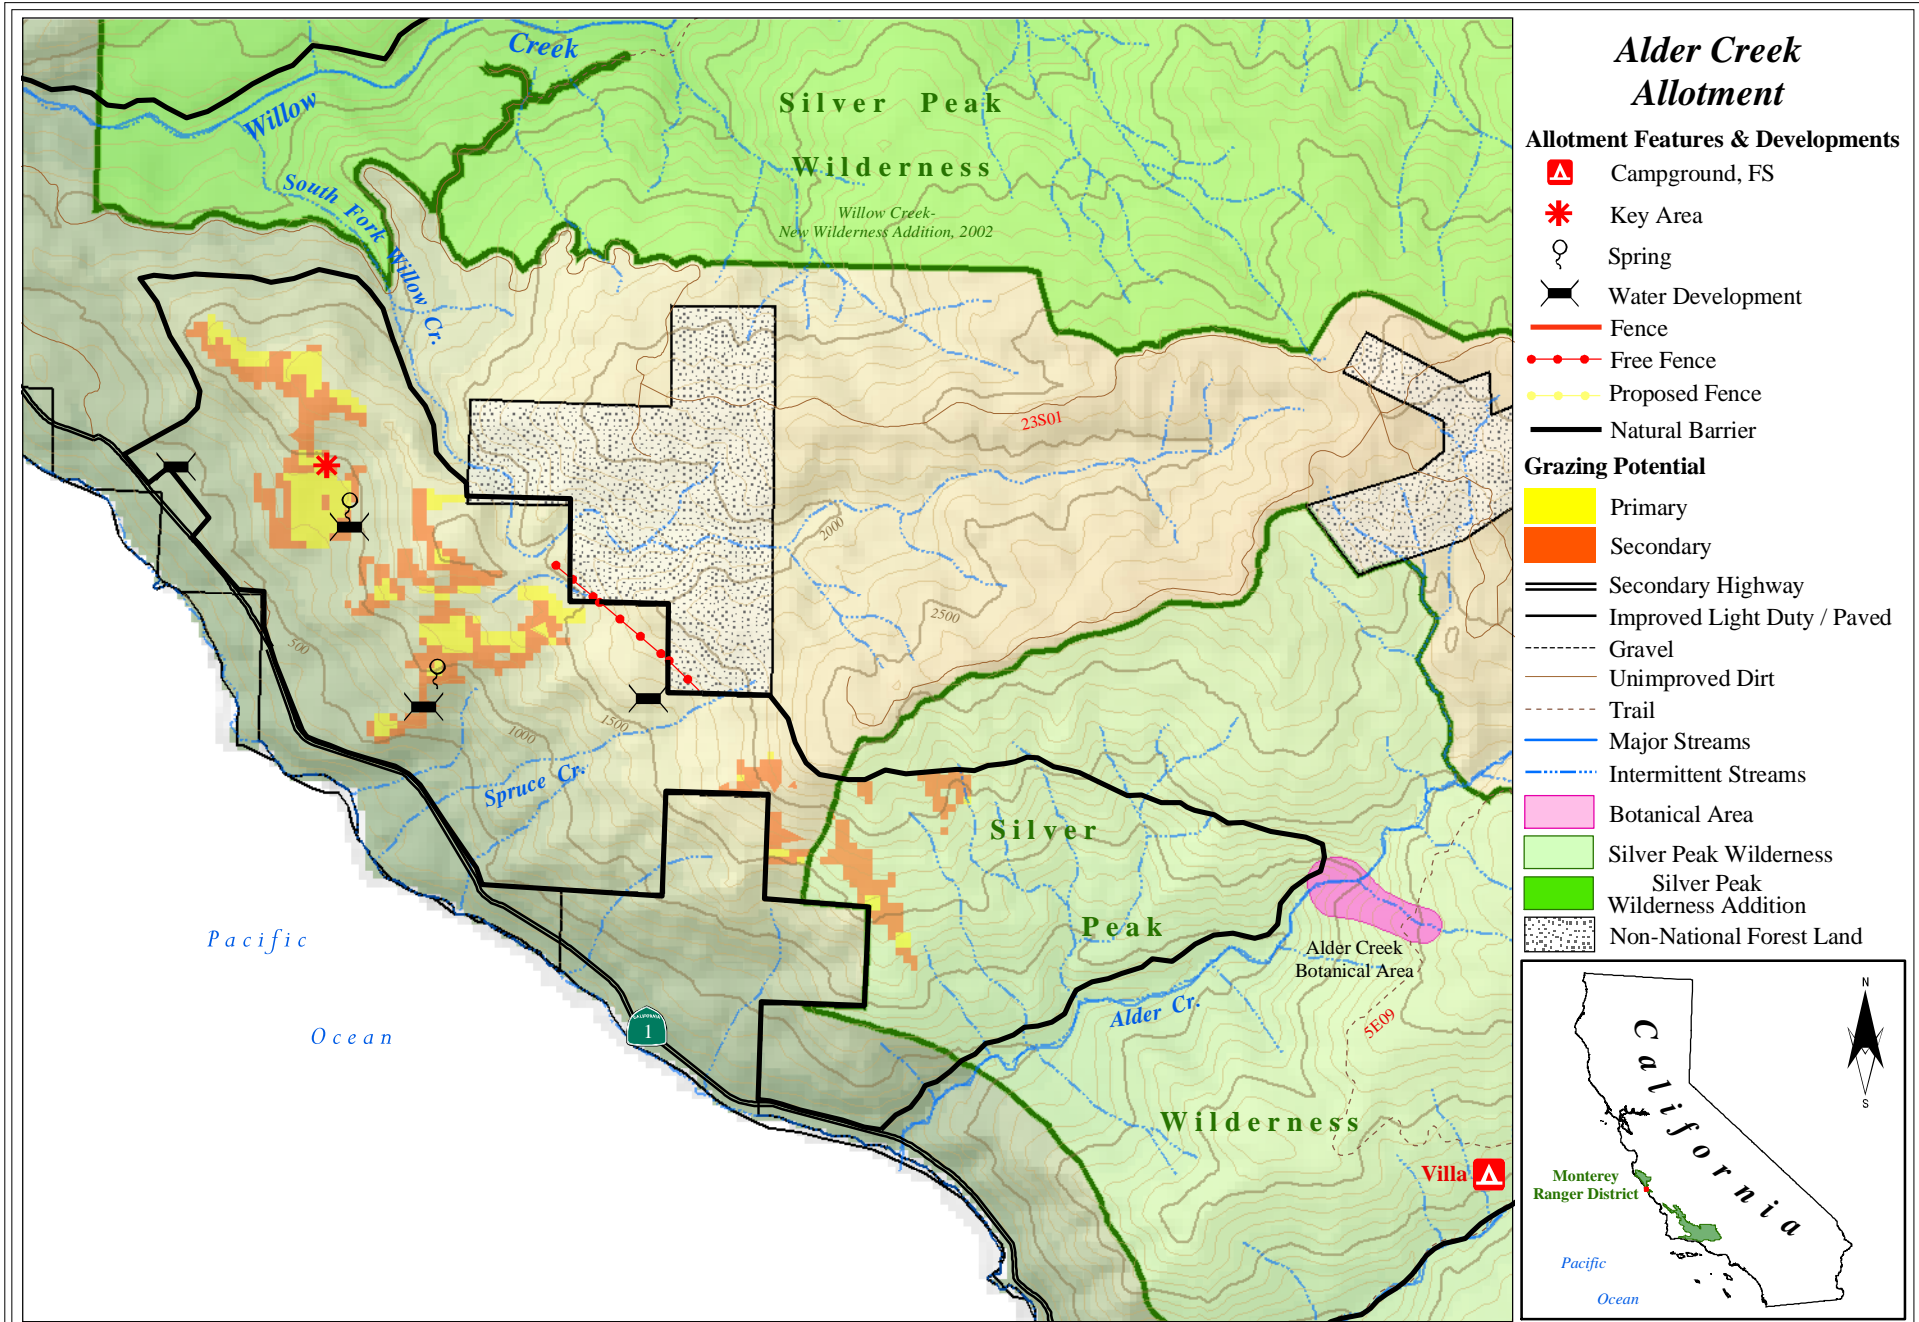 Creek
Willow
Silver Peak
Wilderness
Willow Creek-
New Wilderness Addition, 2002
South Fork Willow Cr.
23S01
2000
2500
500
1000
1500
Spruce Cr.
Silver
Peak
Wilderness
Pacific
Ocean
CALIFORNIA
1
Alder Creek
Botanical Area
Alder Cr.
5E09
Villa
Alder Creek
Allotment
Allotment Features & Developments
Campground, FS
Key Area
Spring
Water Development
Fence
Free Fence
Proposed Fence
Natural Barrier
Grazing Potential
Primary
Secondary
Secondary Highway
Improved Light Duty / Paved
Gravel
Unimproved Dirt
Trail
Major Streams
Intermittent Streams
Botanical Area
Silver Peak Wilderness
Silver Peak
Wilderness Addition
Non-National Forest Land
California
N
S
Monterey
Ranger District
Pacific
Ocean